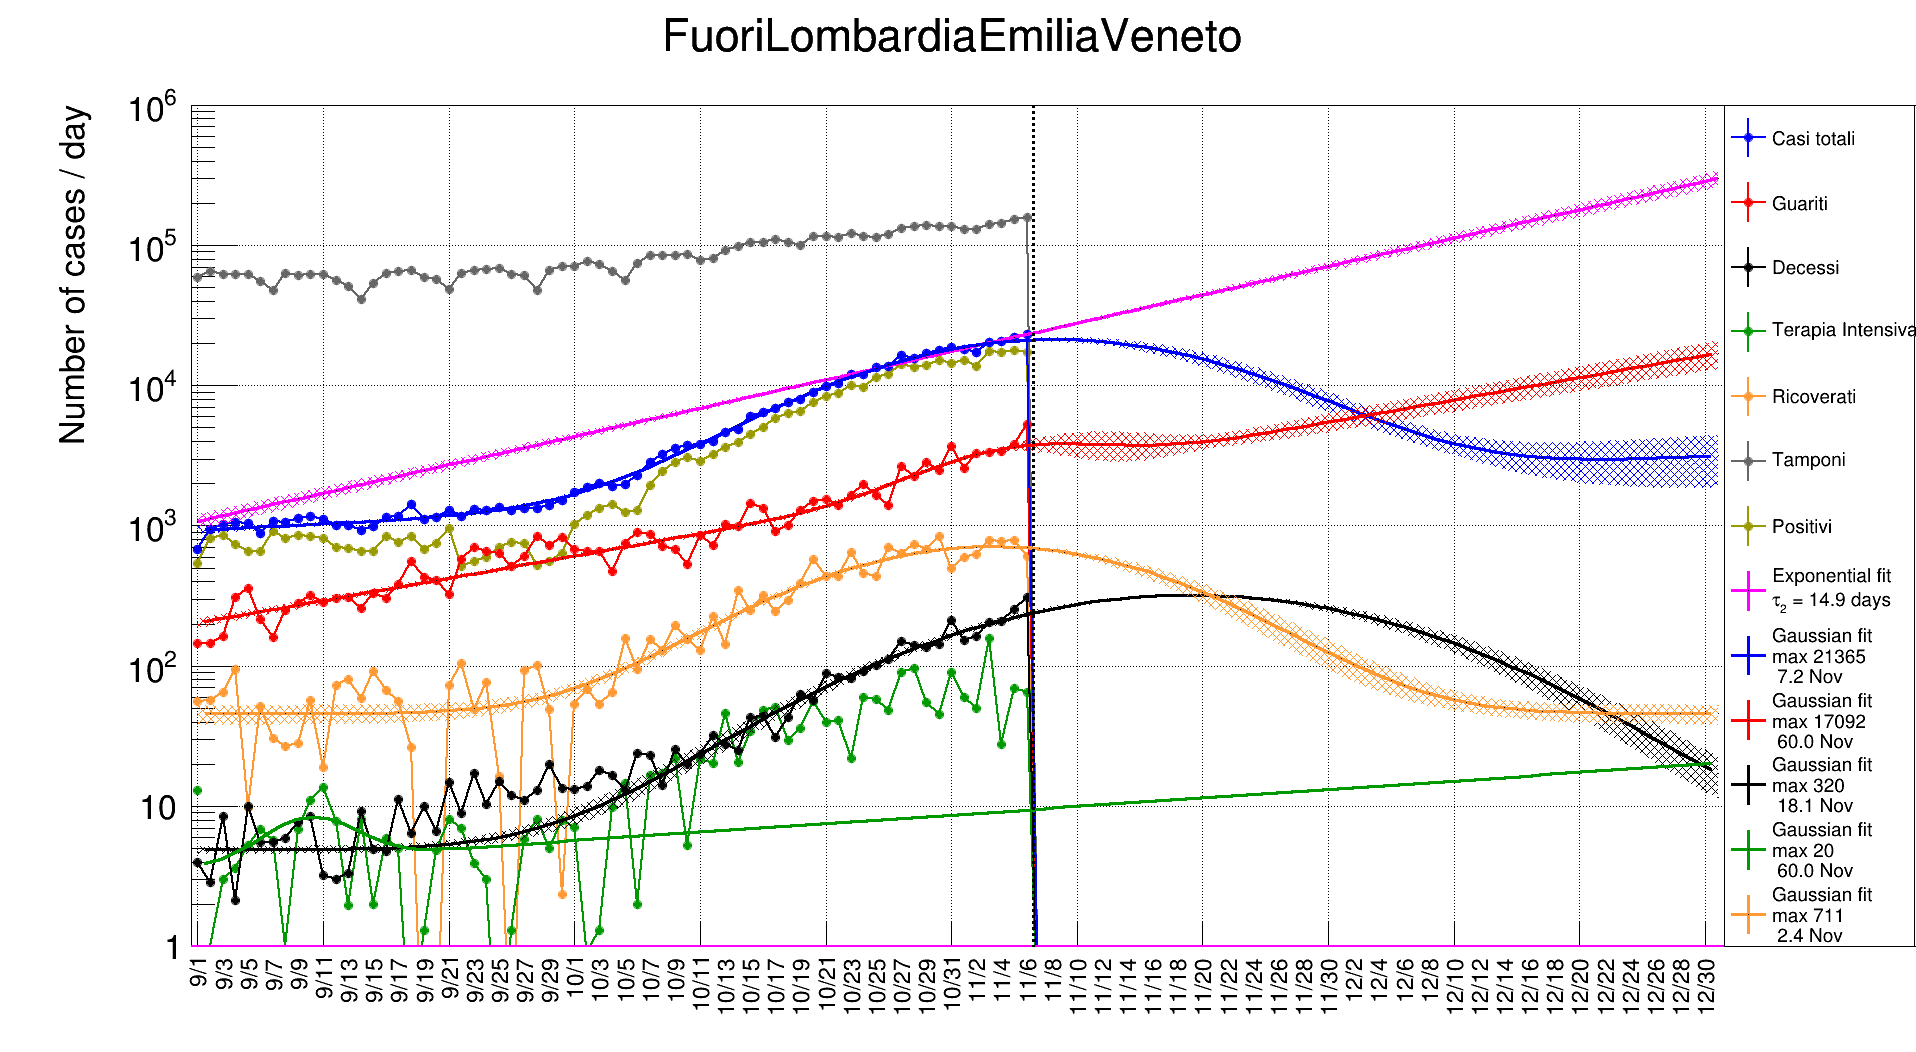 FuoriLombardiaEmiliaVeneto
Number of cases / day
10^6
10^5
10^4
10^3
10^2
10
1
9/1 9/3 9/5 9/7 9/9 9/11 9/13 9/15 9/17 9/19 9/21 9/23 9/25 9/27 9/29 10/1 10/3 10/5 10/7 10/9 10/11 10/13 10/15 10/17 10/19 10/21 10/23 10/25 10/27 10/29 10/31 11/2 11/4 11/6 11/8 11/10 11/12 11/14 11/16 11/18 11/20 11/22 11/24 11/26 11/28 11/30 12/2 12/4 12/6 12/8 12/10 12/12 12/14 12/16 12/18 12/20 12/22 12/24 12/26 12/28 12/30
Casi totali
Guariti
Decessi
Terapia Intensiva
Ricoverati
Tamponi
Positivi
Exponential fit
τ2 = 14.9 days
Gaussian fit
max 21365
7.2 Nov
Gaussian fit
max 17092
60.0 Nov
Gaussian fit
max 320
18.1 Nov
Gaussian fit
max 20
60.0 Nov
Gaussian fit
max 711
2.4 Nov